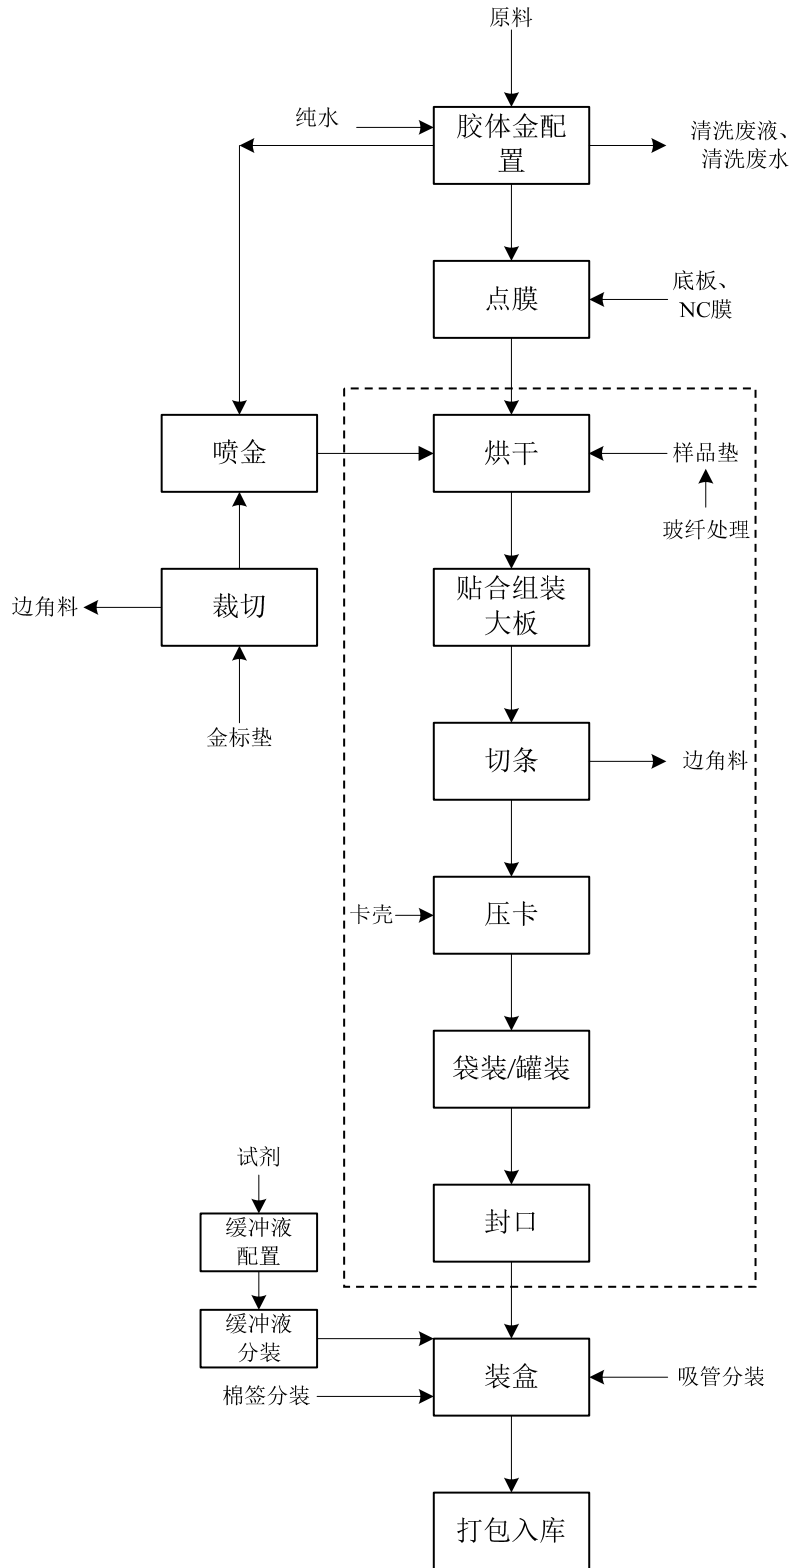 原料
纯水
胶体金配
置
清洗废液、
清洗废水
点膜
底板、
NC膜
喷金
烘干
样品垫
玻纤处理
边角料
裁切
贴合组装
大板
金标垫
切条
边角料
卡壳
压卡
袋装/罐装
试剂
缓冲液
配置
封口
缓冲液
分装
棉签分装
装盒
吸管分装
打包入库